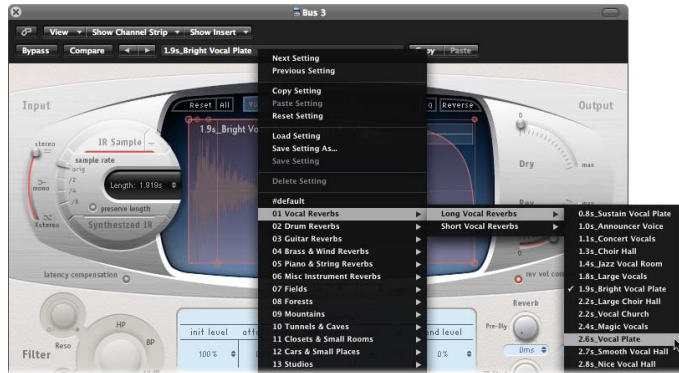 Bus 3
View Show Channel Strip Show Insert
Bypass Compare 1.9s_Bright Vocal Plate Paste
Next Setting
Previous Setting
Copy Setting
Paste Setting
Reset Setting
Load Setting
Save Setting As...
Save Setting
Delete Setting
#default
01 Vocal Reverbs
02 Drum Reverbs
03 Guitar Reverbs
04 Brass & Wind Reverbs
05 Piano & String Reverbs
06 Misc Instrument Reverbs
07 Fields
08 Forests
09 Mountains
10 Tunnels & Caves
11 Closets & Small Rooms
12 Cars & Small Places
13 Studios
Long Vocal Reverbs
Short Vocal Reverbs
0.8s_Sustain Vocal Plate
1.0s_Announcer Voice
1.1s_Concert Vocals
1.3s_Choir Hall
1.4s_Jazz Vocal Room
1.8s_Large Vocals
✓ 1.9s_Bright Vocal Plate
2.2s_Large Choir Hall
2.2s_Vocal Church
2.4s_Magic Vocals
2.6s_Vocal Plate
2.7s_Smooth Vocal Hall
2.8s_Nice Vocal Hall
Input
stereo
mono
Xstereo
IR Sample
sample rate
orig
/2
/4
/8
Length: 1.919s
preserve length
Synthesized IR
latency compensation
Reset All
Reverse
1.9s_Bright Vo
Output
0
Dry
max
0
max
rev vol com
Reverb
Pre-Dly
0ms
Filter
Reso
HP
BP
init level
100%
end level
0%